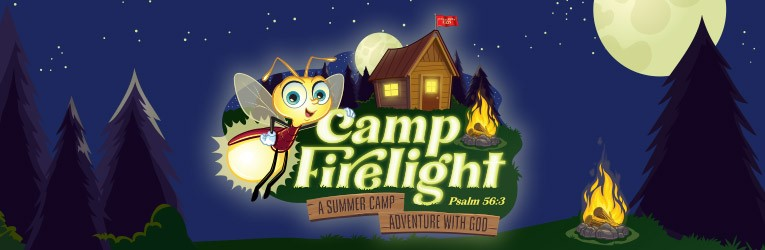 Camp
Firelight
Psalm 56:3
A SUMMER CAMP
ADVENTURE WITH GOD